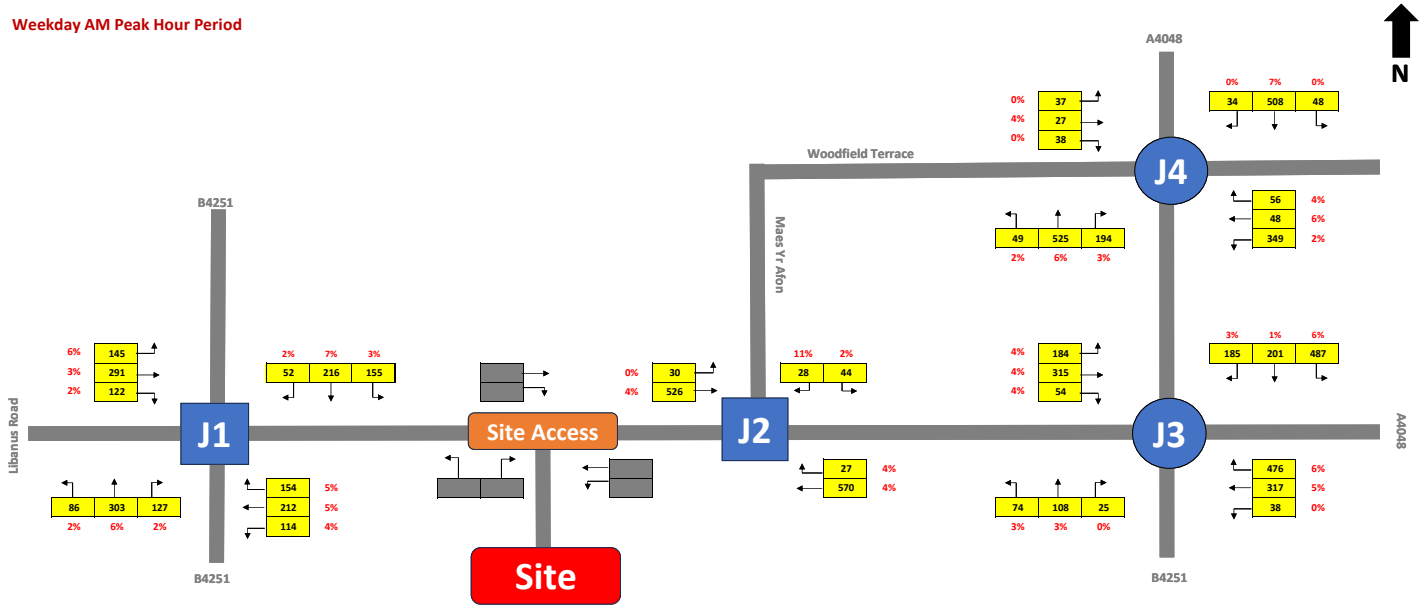 Weekday AM Peak Hour Period
N
A4048
0% 37
4% 27
0% 38
0% 7% 0%
34 508 48
Woodfield Terrace
J4
56 4%
48 6%
349 2%
49 525 194
2% 6% 3%
B4251
Maes Yr Afon
6% 145
3% 291
2% 122
2% 7% 3%
52 216 155
0% 30
4% 526
11% 2%
28 44
4% 184
4% 315
4% 54
3% 1% 6%
185 201 487
Libanus Road
J1
Site Access
J2
J3
A4048
86 303 127
2% 6% 2%
154 5%
212 5%
114 4%
27 4%
570 4%
74 108 25
3% 3% 0%
476 6%
317 5%
38 0%
B4251
Site
B4251